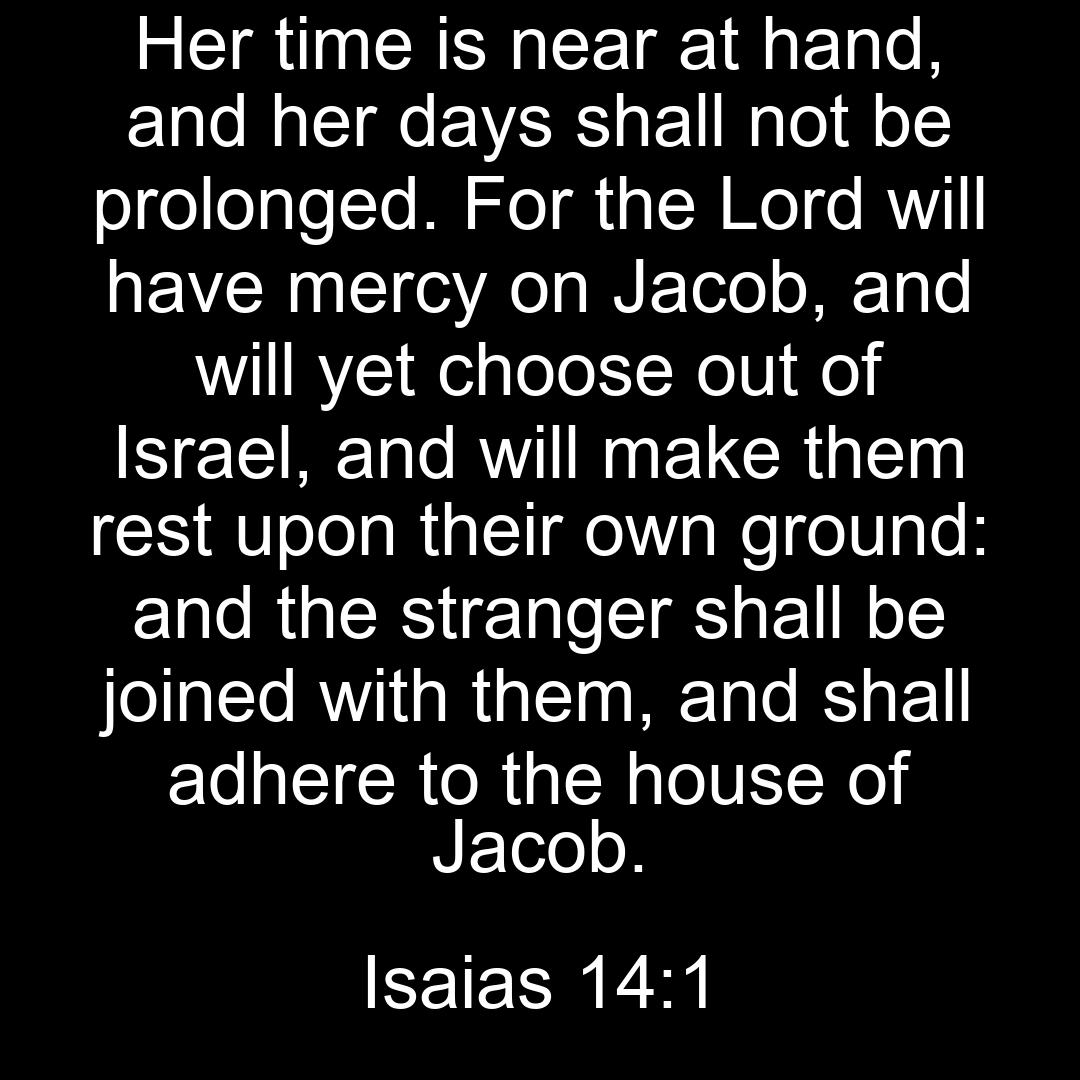 Her time is near at hand,
and her days shall not be
prolonged. For the Lord will
have mercy on Jacob, and
will yet choose out of
Israel, and will make them
rest upon their own ground:
and the stranger shall be
joined with them, and shall
adhere to the house of
Jacob.
Isaias 14:1